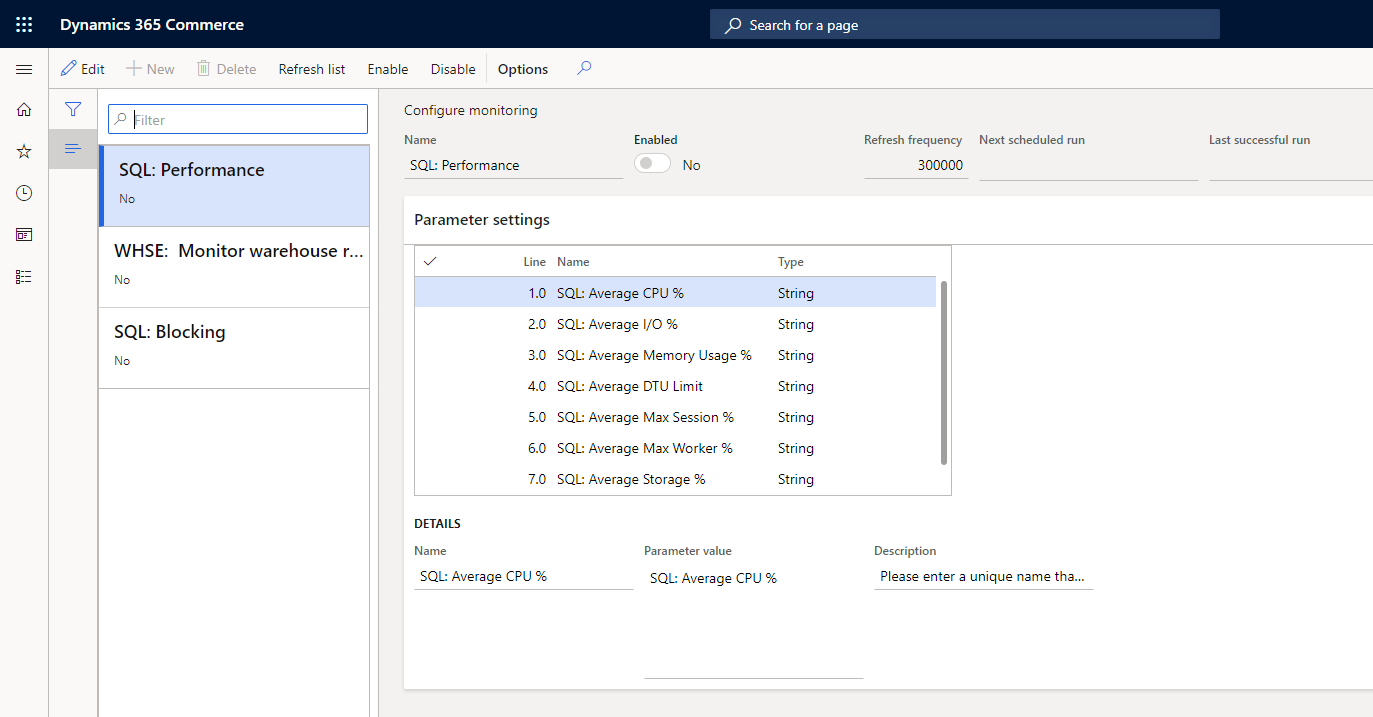 Dynamics 365 Commerce
Search for a page
Edit New Delete Refresh list Enable Disable Options
Filter
SQL: Performance
No
WHSE:  Monitor warehouse r...
No
SQL: Blocking
No
Configure monitoring
Name Enabled Refresh frequency Next scheduled run Last successful run
SQL: Performance No 300000
Parameter settings
Line Name Type
1.0 SQL: Average CPU % String
2.0 SQL: Average I/O % String
3.0 SQL: Average Memory Usage % String
4.0 SQL: Average DTU Limit String
5.0 SQL: Average Max Session % String
6.0 SQL: Average Max Worker % String
7.0 SQL: Average Storage % String
DETAILS
Name Parameter value Description
SQL: Average CPU % SQL: Average CPU % Please enter a unique name tha...